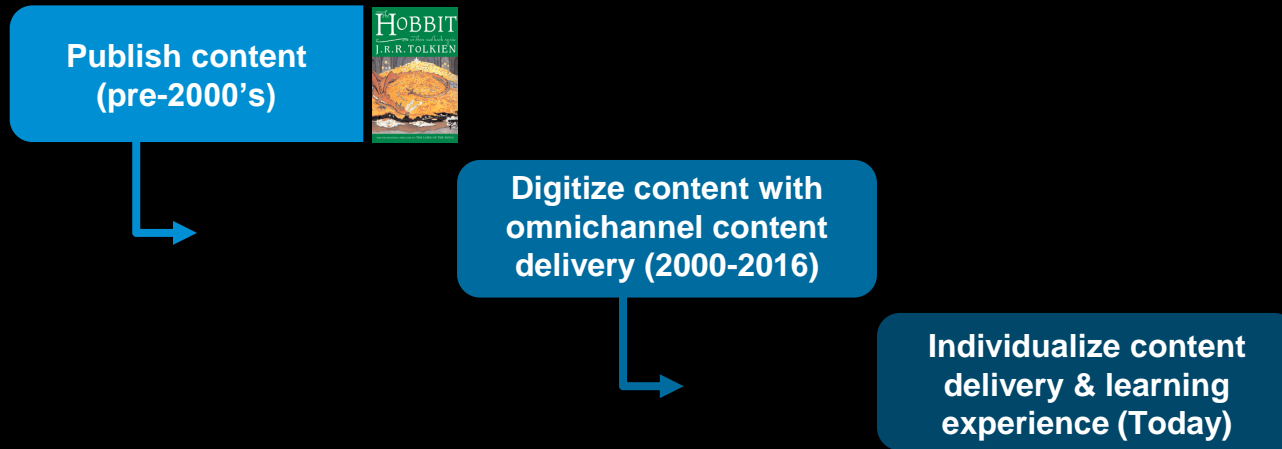 Publish content
(pre-2000's)
The
HOBBIT
J.R.R. TOLKIEN
Digitize content with
omnichannel content
delivery (2000-2016)
Individualize content
delivery & learning
experience (Today)